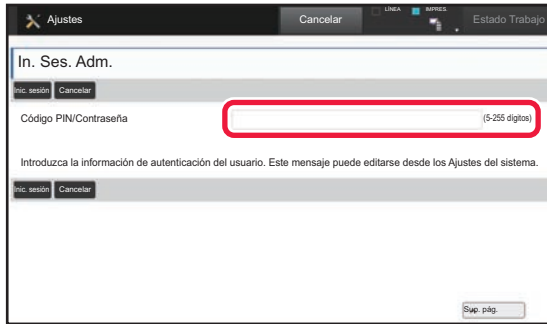 Ajustes Cancelar LÍNEA IMPRES. Estado Trabajo
In. Ses. Adm.
Inic. sesión Cancelar
Código PIN/Contraseña (5-255 dígitos)
Introduzca la información de autenticación del usuario. Este mensaje puede editarse desde los Ajustes del sistema.
Inic. sesión Cancelar
Sup. pág.